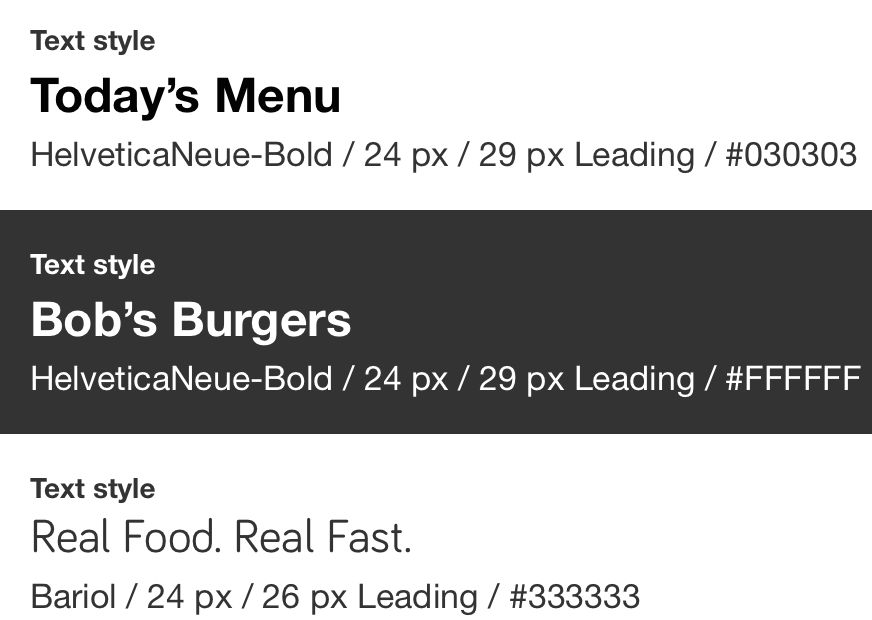 Text style
Today’s Menu
HelveticaNeue-Bold / 24 px / 29 px Leading / #030303
Text style
Bob’s Burgers
HelveticaNeue-Bold / 24 px / 29 px Leading / #FFFFFF
Text style
Real Food. Real Fast.
Bariol / 24 px / 26 px Leading / #333333